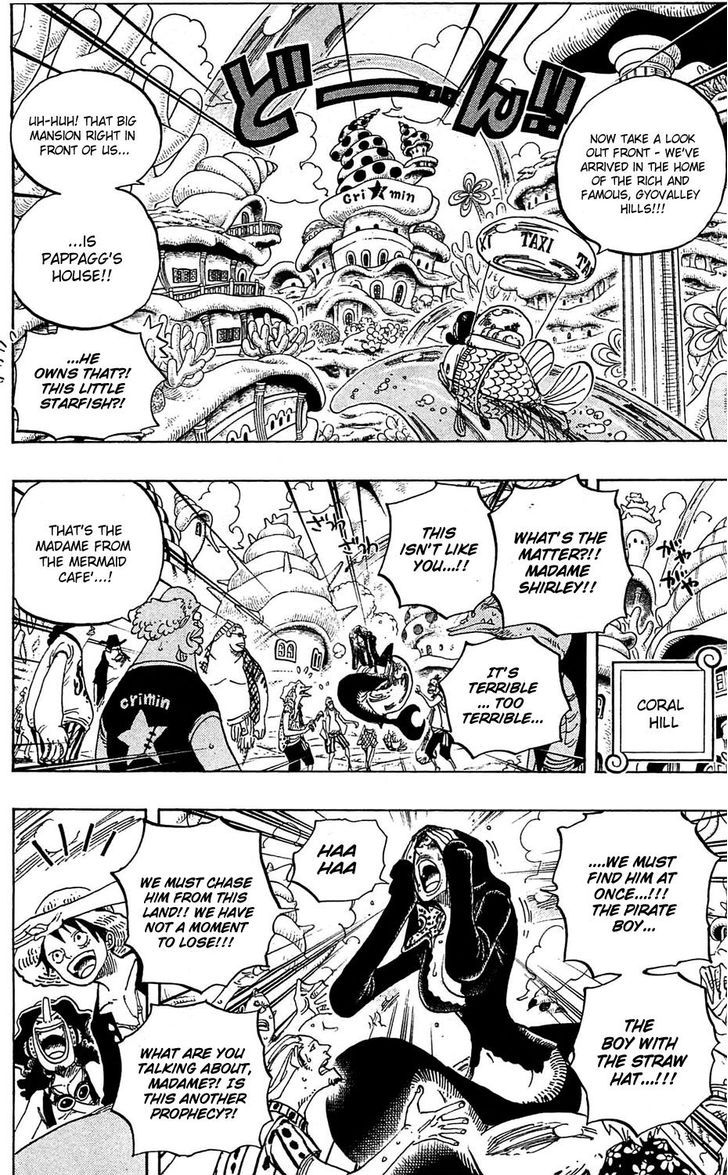 NOW TAKE A LOOK
OUT FRONT - WE'VE
ARRIVED IN THE HOME
OF THE RICH AND
FAMOUS, GYOVALLEY
HILLS!!!
どーーん!!
UH-HUH! THAT BIG
MANSION RIGHT IN
FRONT OF US...
...IS
PAPPAGG'S
HOUSE!!
...HE
OWNS THAT?!
THIS LITTLE
STARFISH?!
Cri★min
TAXI
CORAL
HILL
WHAT'S THE
MATTER?!!
MADAME
SHIRLEY!!
THIS
ISN'T LIKE
YOU...!!
IT'S
TERRIBLE
... TOO
TERRIBLE...
THAT'S THE
MADAME FROM
THE MERMAID
CAFE'...!
crimin
....WE MUST
FIND HIM AT
ONCE...!!!
THE PIRATE
BOY...
THE
BOY WITH
THE STRAW
HAT...!!!
HAA
HAA
WE MUST CHASE
HIM FROM THIS
LAND!! WE HAVE
NOT A MOMENT
TO LOSE!!!
WHAT ARE YOU
TALKING ABOUT,
MADAME?! IS
THIS ANOTHER
PROPHECY?!